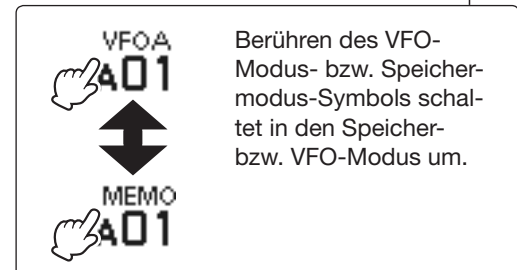 VFOA
A01
MEMO
A01
Berühren des VFO-
Modus- bzw. Speicher-
modus-Symbols schal-
tet in den Speicher-
bzw. VFO-Modus um.